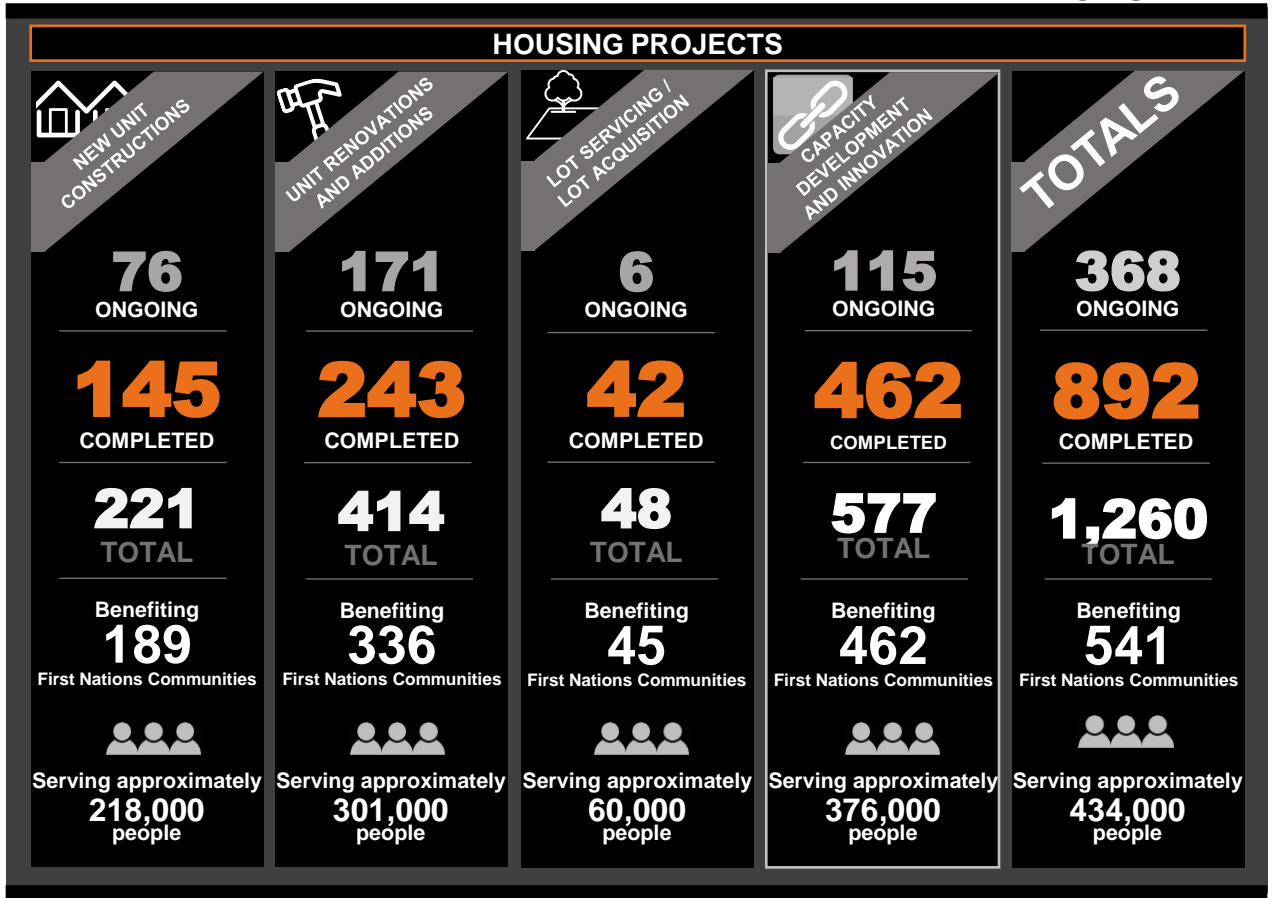 HOUSING PROJECTS
NEW UNIT
CONSTRUCTIONS
76
ONGOING
145
COMPLETED
221
TOTAL
Benefiting
189
First Nations Communities
Serving approximately
218,000
people
UNIT RENOVATIONS
AND ADDITIONS
171
ONGOING
243
COMPLETED
414
TOTAL
Benefiting
336
First Nations Communities
Serving approximately
301,000
people
LOT SERVICING /
LOT ACQUISITION
6
ONGOING
42
COMPLETED
48
TOTAL
Benefiting
45
First Nations Communities
Serving approximately
60,000
people
CAPACITY
DEVELOPMENT
AND INNOVATION
115
ONGOING
462
COMPLETED
577
TOTAL
Benefiting
462
First Nations Communities
Serving approximately
376,000
people
TOTALS
368
ONGOING
892
COMPLETED
1,260
TOTAL
Benefiting
541
First Nations Communities
Serving approximately
434,000
people